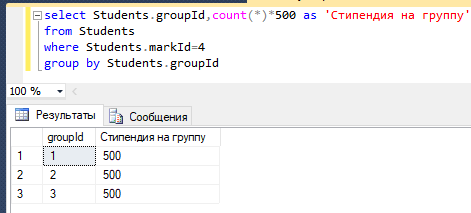 select Students.groupId,count(*)*500 as 'Стипендия на группу'
from Students
where Students.markId=4
group by Students.groupId
100 %
Результаты Сообщения
groupId Стипендия на группу
1 1 500
2 2 500
3 3 500